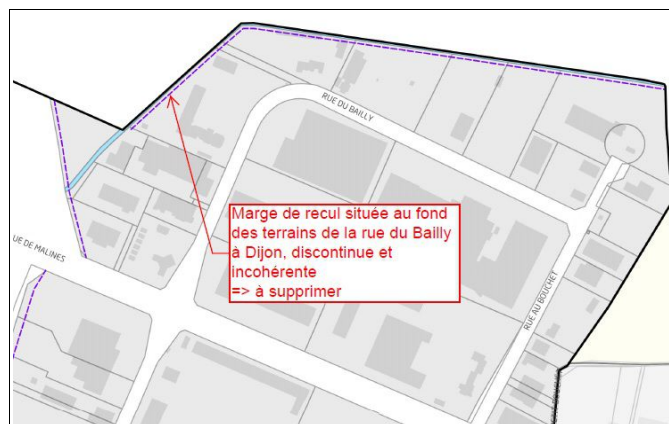 RUE DU BAILLY
Marge de recul située au fond
des terrains de la rue du Bailly
à Dijon, discontinue et
incohérente
=> à supprimer
UE DE MALINES
RUE AU BOUCHET